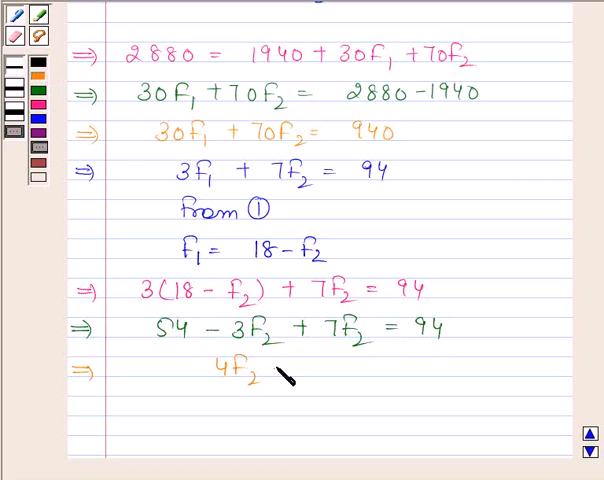 ⇒ 2880 = 1940 + 30f₁ + 70f₂
⇒ 30f₁ + 70f₂ = 2880 - 1940
⇒ 30f₁ + 70f₂ = 940
⇒ 3f₁ + 7f₂ = 94
from ①
f₁ = 18 - f₂
⇒ 3(18 - f₂) + 7f₂ = 94
⇒ 54 - 3f₂ + 7f₂ = 94
⇒ 4f₂